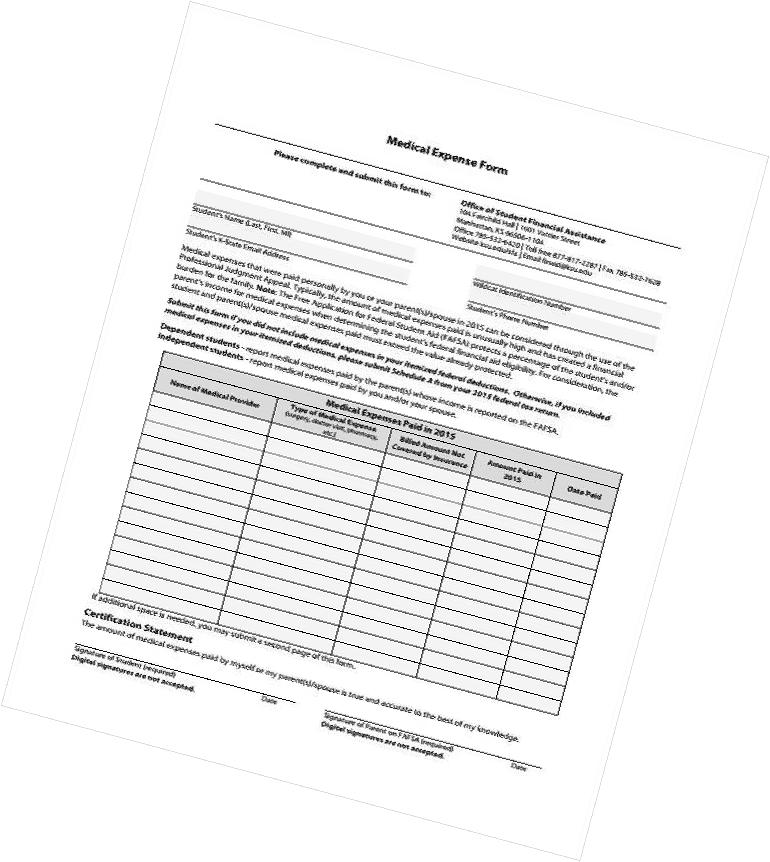 Medical Expense Form
Please complete and submit this form to:
Office of Student Financial Assistance
104 Fairchild Hall | 1601 Vattier Street
Manhattan, KS 66506-1104
Office 785-532-6420 | Toll free 877-817-2287 | Fax 785-532-7628
Website ksu.edu/sfa | Email finaid@ksu.edu
Student's Name (Last, First, MI)
Wildcat Identification Number
Student's K-State Email Address
Student's Phone Number
Medical expenses that were paid personally by you or your parent(s)/spouse in 2015 can be considered through the use of the
Professional Judgment Appeal. Typically, the amount of medical expenses paid is unusually high and has created a financial
burden for the family. Note: The Free Application for Federal Student Aid (FAFSA) protects a percentage of the student's and/or
parent's income for medical expenses when determining the student's federal financial aid eligibility. For consideration, the
student and parent(s)/spouse medical expenses paid must exceed the value already protected.
Submit this form if you did not include medical expenses in your itemized federal deductions. Otherwise, if you included
medical expenses in your itemized deductions, please submit Schedule A from your 2015 federal tax return.
Dependent students - report medical expenses paid by the parent(s) whose income is reported on the FAFSA.
Independent students - report medical expenses paid by you and/or your spouse.
Medical Expenses Paid in 2015
Name of Medical Provider
Type of Medical Expense
(surgery, doctor visit, pharmacy,
etc.)
Billed Amount Not
Covered by Insurance
Amount Paid in
2015
Date Paid
If additional space is needed, you may submit a second page of this form.
Certification Statement
The amount of medical expenses paid by myself or my parent(s)/spouse is true and accurate to the best of my knowledge.
Signature of Student (required)
Date
Digital signatures are not accepted.
Signature of Parent on FAFSA (required)
Date
Digital signatures are not accepted.